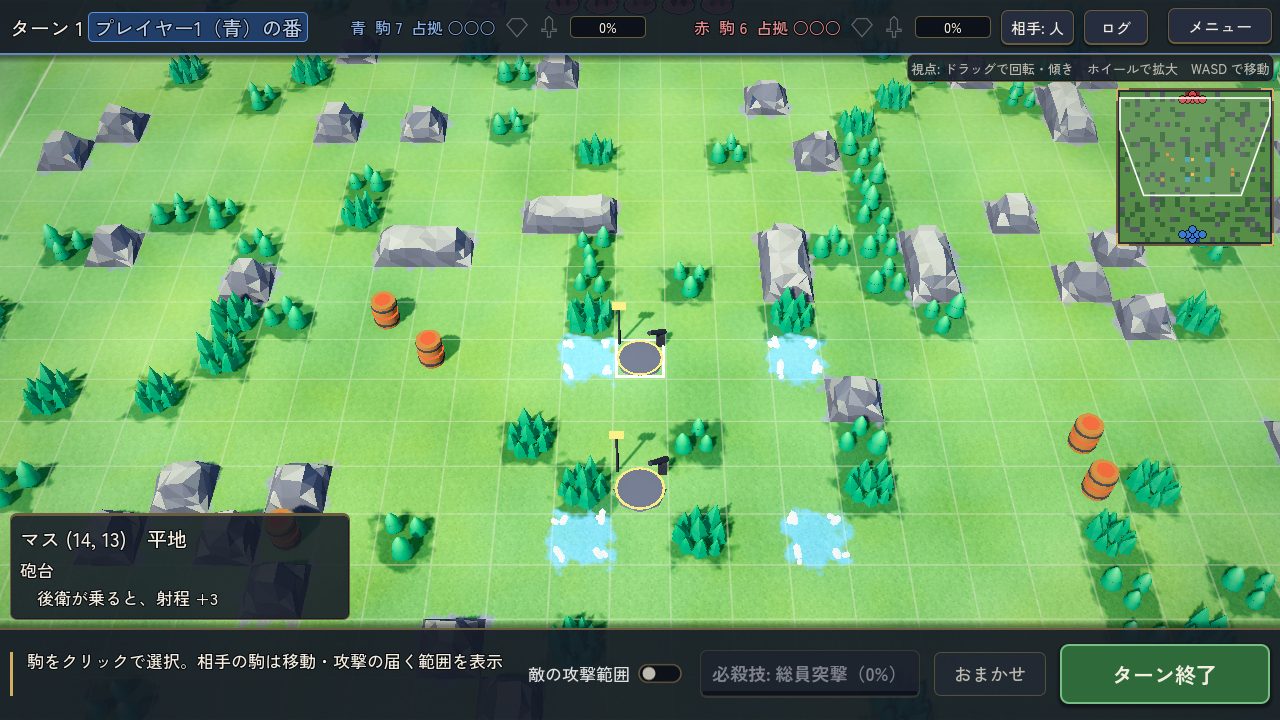 ターン 1 プレイヤー1（青）の番 青 駒 7 占拠 〇〇〇 0% 赤 駒 6 占拠 〇〇〇 0% 相手: 人 ログ メニュー
視点: ドラッグで回転・傾き ホイールで拡大 WASD で移動
マス (14, 13) 平地
砲台
後衛が乗ると、射程 +3
駒をクリックで選択。相手の駒は移動・攻撃の届く範囲を表示
敵の攻撃範囲 必殺技: 総員突撃（0%） おまかせ ターン終了